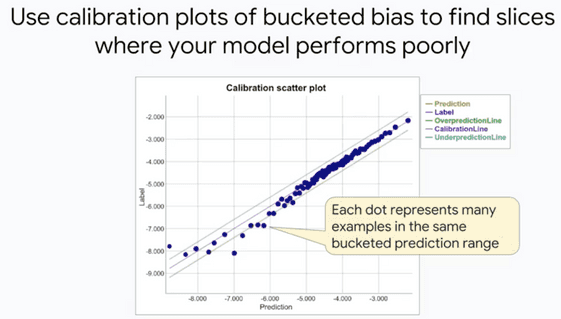 Use calibration plots of bucketed bias to find slices
where your model performs poorly
Calibration scatter plot
Prediction
Label
OverpredictionLine
CalibrationLine
UnderpredictionLine
-2.000
-3.000
-4.000
-5.000
-6.000
-7.000
-8.000
-9.000
Label
Each dot represents many
examples in the same
bucketed prediction range
-8.000 -7.000 -6.000 -5.000 -4.000 -3.000
Prediction